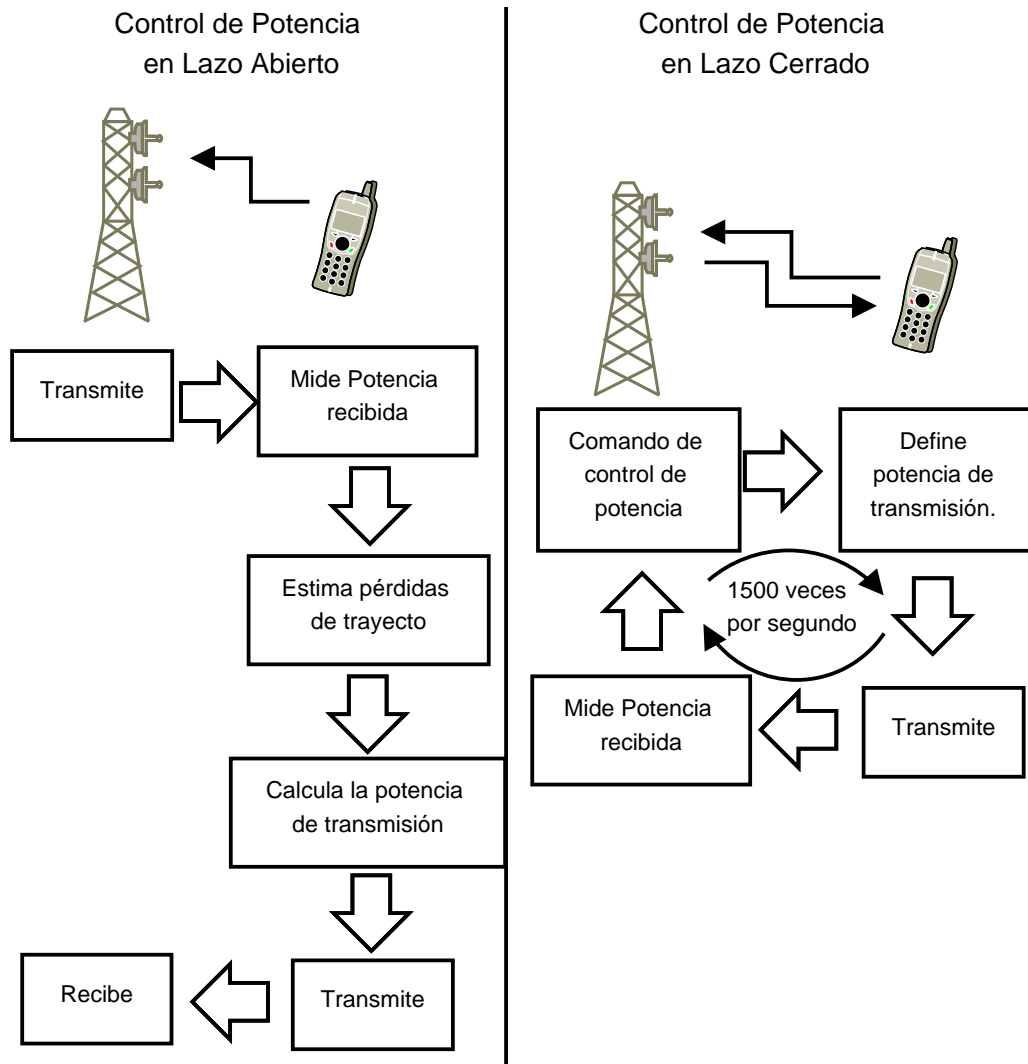 Control de Potencia
en Lazo Abierto
Transmite
Mide Potencia
recibida
Estima pérdidas
de trayecto
Calcula la potencia
de transmisión
Transmite
Recibe
Control de Potencia
en Lazo Cerrado
Comando de
control de
potencia
Define
potencia de
transmisión.
1500 veces
por segundo
Mide Potencia
recibida
Transmite